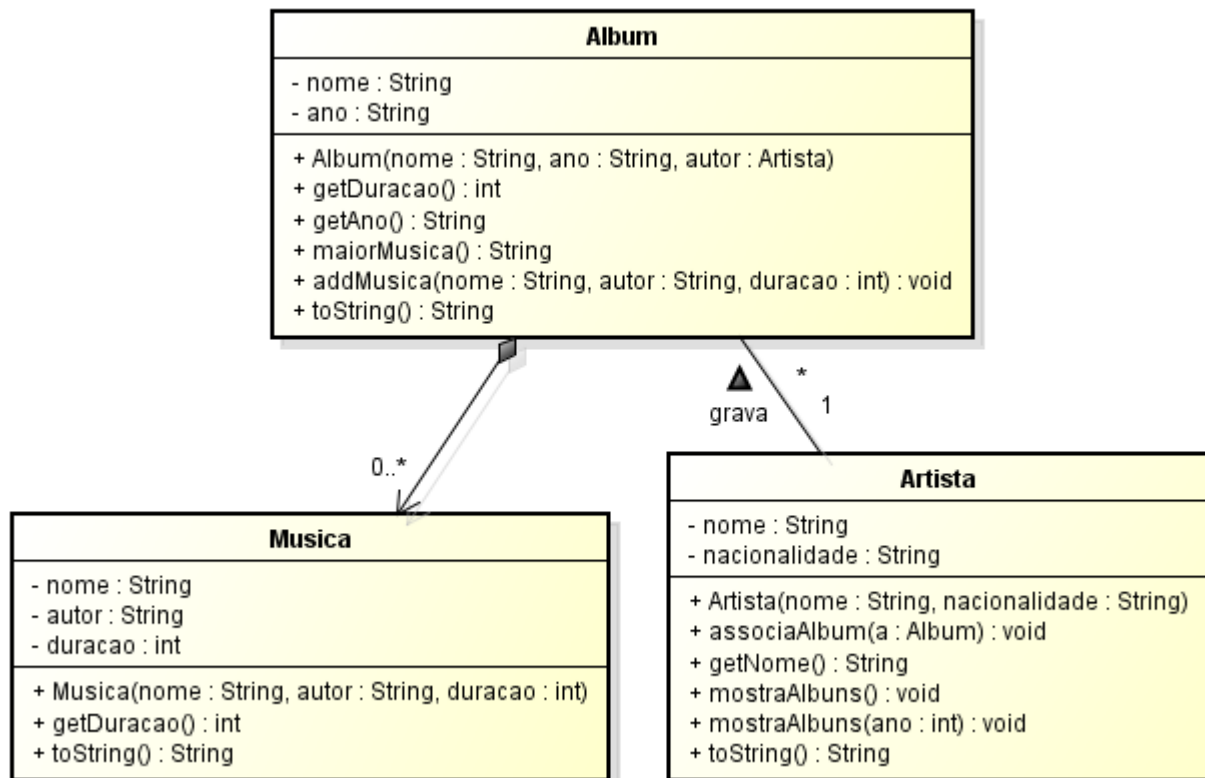 Album
- nome : String
- ano : String
+ Album(nome : String, ano : String, autor : Artista)
+ getDuracao() : int
+ getAno() : String
+ maiorMusica() : String
+ addMusica(nome : String, autor : String, duracao : int) : void
+ toString() : String
*
1
grava
0..*
Musica
- nome : String
- autor : String
- duracao : int
+ Musica(nome : String, autor : String, duracao : int)
+ getDuracao() : int
+ toString() : String
Artista
- nome : String
- nacionalidade : String
+ Artista(nome : String, nacionalidade : String)
+ associaAlbum(a : Album) : void
+ getNome() : String
+ mostraAlbuns() : void
+ mostraAlbuns(ano : int) : void
+ toString() : String